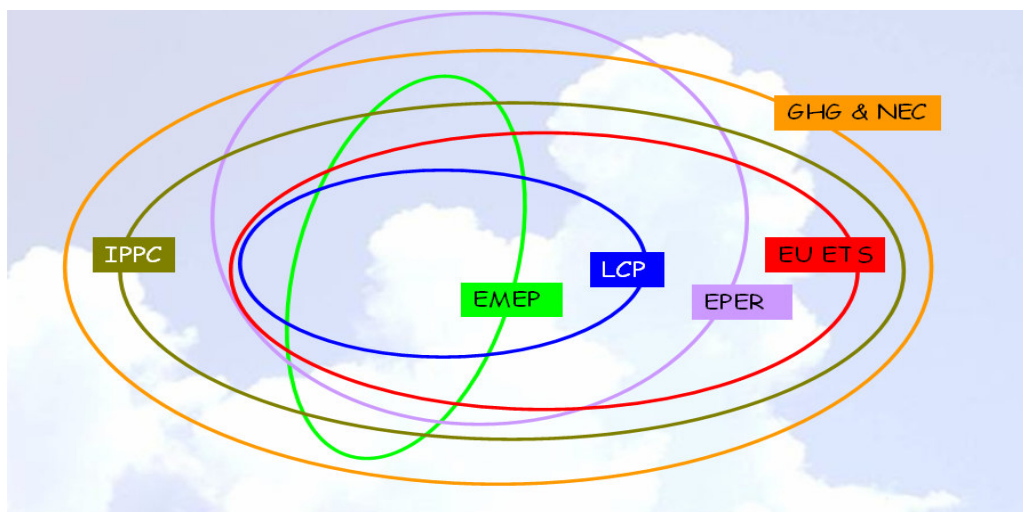 GHG & NEC
IPPC
EU ETS
LCP
EMEP
EPER